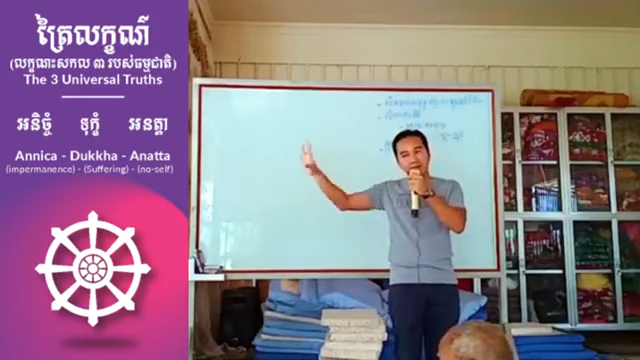 ត្រៃលក្ខណ៍
(លក្ខណៈសកល ៣ របស់ធម្មជាតិ)
The 3 Universal Truths
អនិច្ចំ ទុក្ខំ អនត្តា
Annica - Dukkha - Anatta
(impermanence) - (Suffering) - (no-self)